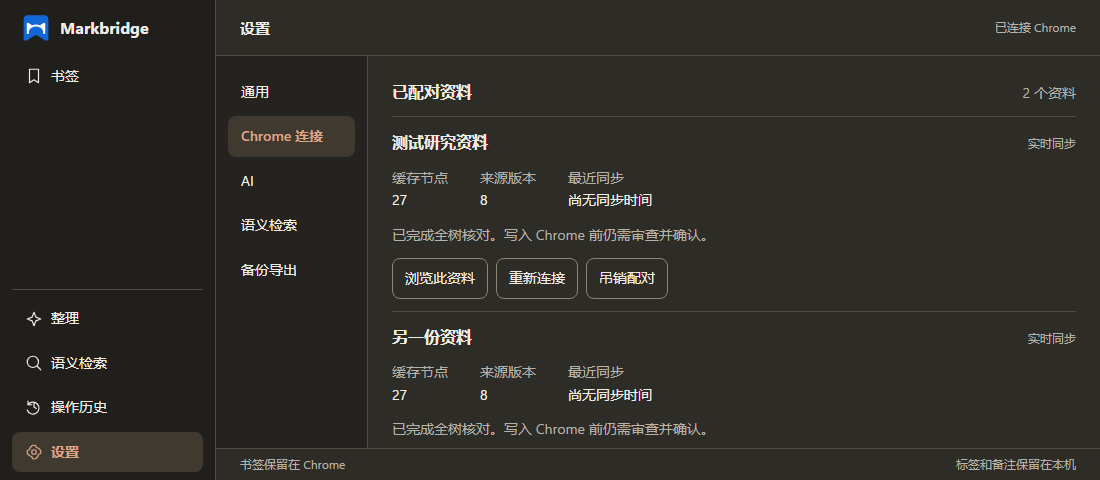 Markbridge
书签
整理
语义检索
操作历史
设置
设置
已连接 Chrome
通用
Chrome 连接
AI
语义检索
备份导出
已配对资料
2 个资料
测试研究资料
实时同步
缓存节点 来源版本 最近同步
27 8 尚无同步时间
已完成全树核对。写入 Chrome 前仍需审查并确认。
浏览此资料 重新连接 吊销配对
另一份资料
实时同步
缓存节点 来源版本 最近同步
27 8 尚无同步时间
已完成全树核对。写入 Chrome 前仍需审查并确认。
书签保留在 Chrome
标签和备注保留在本机